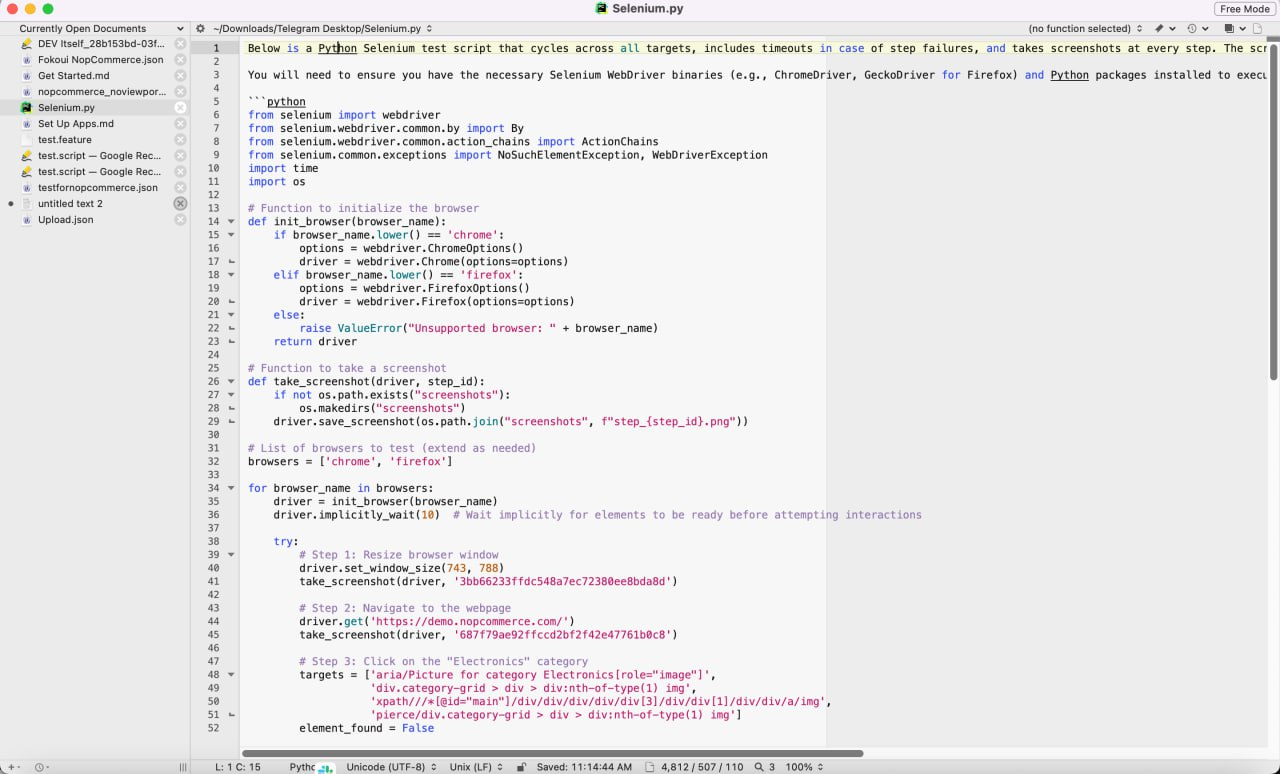 Selenium.py
Free Mode
Currently Open Documents
~/Downloads/Telegram Desktop/Selenium.py
(no function selected)
DEV Itself_28b153bd-03f...
Fokoui NopCommerce.json
Get Started.md
nopcommerce_noviewpor...
Selenium.py
Set Up Apps.md
test.feature
test.script — Google Rec...
test.script — Google Rec...
testfornopcommerce.json
untitled text 2
Upload.json
1 Below is a Python Selenium test script that cycles across all targets, includes timeouts in case of step failures, and takes screenshots at every step. The scr
2
3 You will need to ensure you have the necessary Selenium WebDriver binaries (e.g., ChromeDriver, GeckoDriver for Firefox) and Python packages installed to execu
4
5 ```python
6 from selenium import webdriver
7 from selenium.webdriver.common.by import By
8 from selenium.webdriver.common.action_chains import ActionChains
9 from selenium.common.exceptions import NoSuchElementException, WebDriverException
10 import time
11 import os
12
13 # Function to initialize the browser
14 def init_browser(browser_name):
15     if browser_name.lower() == 'chrome':
16         options = webdriver.ChromeOptions()
17         driver = webdriver.Chrome(options=options)
18     elif browser_name.lower() == 'firefox':
19         options = webdriver.FirefoxOptions()
20         driver = webdriver.Firefox(options=options)
21     else:
22         raise ValueError("Unsupported browser: " + browser_name)
23     return driver
24
25 # Function to take a screenshot
26 def take_screenshot(driver, step_id):
27     if not os.path.exists("screenshots"):
28         os.makedirs("screenshots")
29     driver.save_screenshot(os.path.join("screenshots", f"step_{step_id}.png"))
30
31 # List of browsers to test (extend as needed)
32 browsers = ['chrome', 'firefox']
33
34 for browser_name in browsers:
35     driver = init_browser(browser_name)
36     driver.implicitly_wait(10)  # Wait implicitly for elements to be ready before attempting interactions
37
38     try:
39         # Step 1: Resize browser window
40         driver.set_window_size(743, 788)
41         take_screenshot(driver, '3bb66233ffdc548a7ec72380ee8bda8d')
42
43         # Step 2: Navigate to the webpage
44         driver.get('https://demo.nopcommerce.com/')
45         take_screenshot(driver, '687f79ae92ffccd2bf2f42e47761b0c8')
46
47         # Step 3: Click on the "Electronics" category
48         targets = ['aria/Picture for category Electronics[role="image"]',
49                    'div.category-grid > div > div:nth-of-type(1) img',
50                    'xpath///*[@id="main"]/div/div/div/div/div[3]/div/div[1]/div/div/a/img',
51                    'pierce/div.category-grid > div > div:nth-of-type(1) img']
52         element_found = False
L: 1 C: 15
Pytho
Unicode (UTF-8)
Unix (LF)
Saved: 11:14:44 AM
4,812 / 507 / 110
3
100%